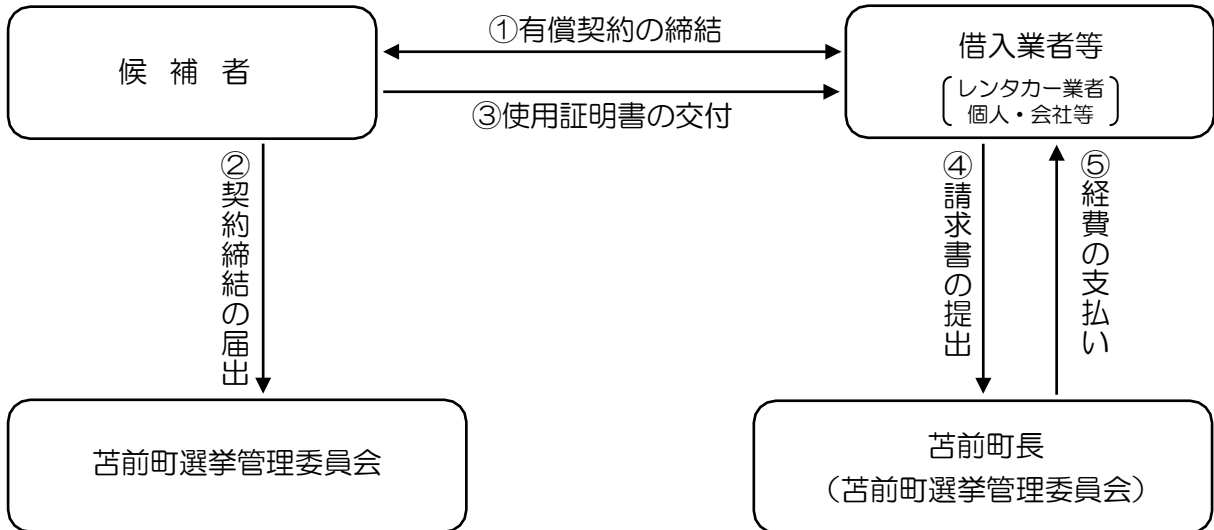 ①有償契約の締結
候 補 者
借入業者等
レンタカー業者
個人・会社等
③使用証明書の交付
②契約締結の届出
④請求書の提出
⑤経費の支払い
苫前町選挙管理委員会
苫前町長
（苫前町選挙管理委員会）